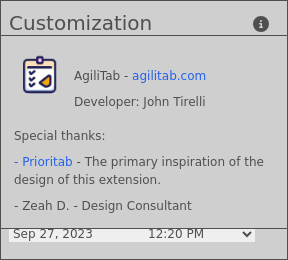 Customization
AgiliTab - agilitab.com
Developer: John Tirelli
Special thanks:
- Prioritab - The primary inspiration of the
design of this extension.
- Zeah D. - Design Consultant
Sep 27, 2023 12:20 PM